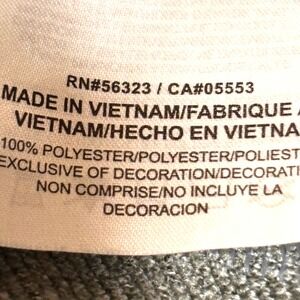 RN#56323 / CA#05553
MADE IN VIETNAM/FABRIQUE
VIETNAM/HECHO EN VIETNA
100% POLYESTER/POLYESTER/POLIEST
EXCLUSIVE OF DECORATION/DECORAT
NON COMPRISE/NO INCLUYE LA
DECORACION